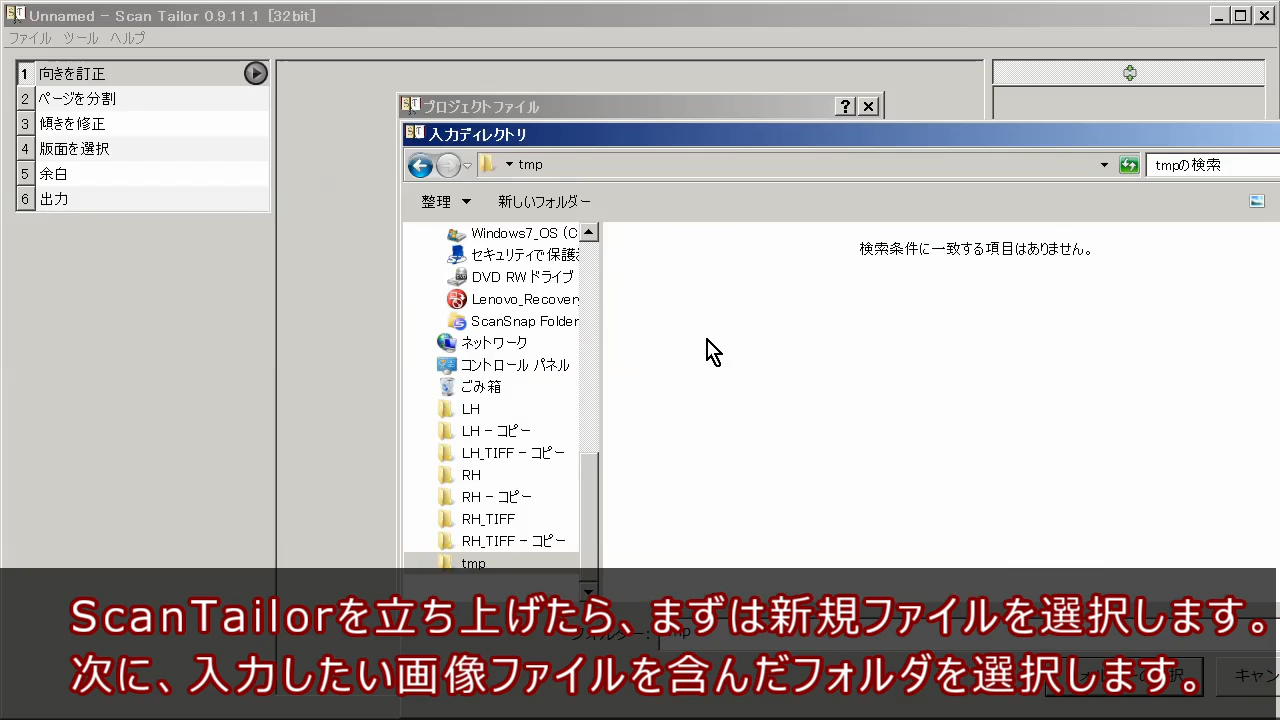 Unnamed - Scan Tailor 0.9.11.1 [32bit]
ファイル ツール ヘルプ
1 向きを訂正
2 ページを分割
3 傾きを修正
4 版面を選択
5 余白
6 出力
プロジェクトファイル
入力ディレクトリ
tmp
tmpの検索
整理 新しいフォルダー
検索条件に一致する項目はありません。
Windows7_OS (C
セキュリティで保護
DVD RW ドライブ
Lenovo_Recovery
ScanSnap Folder
ネットワーク
コントロール パネル
ごみ箱
LH
LH - コピー
LH_TIFF - コピー
RH
RH - コピー
RH_TIFF
RH_TIFF - コピー
tmp
ScanTailorを立ち上げたら、まずは新規ファイルを選択します。
次に、入力したい画像ファイルを含んだフォルダを選択します。
キャン